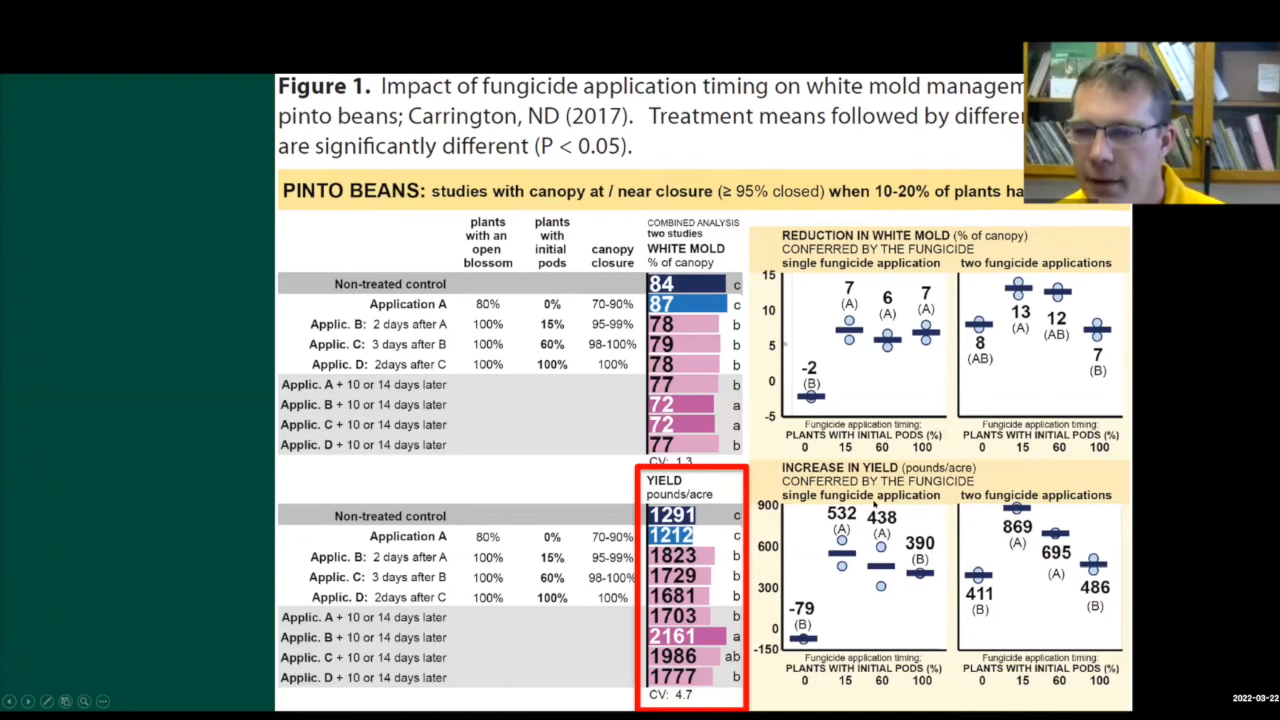 Figure 1. Impact of fungicide application timing on white mold managem
pinto beans; Carrington, ND (2017). Treatment means followed by differe
are significantly different (P < 0.05).
PINTO BEANS: studies with canopy at / near closure (≥ 95% closed) when 10-20% of plants ha
plants with an open blossom
plants with initial pods
canopy closure
COMBINED ANALYSIS
two studies
WHITE MOLD
% of canopy
Non-treated control 84 c
Application A 80% 0% 70-90% 87 c
Applic. B: 2 days after A 100% 15% 95-99% 78 b
Applic. C: 3 days after B 100% 60% 98-100% 79 b
Applic. D: 2days after C 100% 100% 100% 78 b
Applic. A + 10 or 14 days later 77 b
Applic. B + 10 or 14 days later 72 a
Applic. C + 10 or 14 days later 72 a
Applic. D + 10 or 14 days later 77 b
CV: 1.3
REDUCTION IN WHITE MOLD (% of canopy)
CONFERRED BY THE FUNGICIDE
single fungicide application two fungicide applications
15
10
5
0
-5
-2 (B)
7 (A)
6 (A)
7 (A)
8 (AB)
13 (A)
12 (AB)
7 (B)
Fungicide application timing: Fungicide application timing:
PLANTS WITH INITIAL PODS (%) PLANTS WITH INITIAL PODS (%)
0 15 60 100 0 15 60 100
YIELD
pounds/acre
Non-treated control 1291 c
Application A 80% 0% 70-90% 1212 c
Applic. B: 2 days after A 100% 15% 95-99% 1823 b
Applic. C: 3 days after B 100% 60% 98-100% 1729 b
Applic. D: 2days after C 100% 100% 100% 1681 b
Applic. A + 10 or 14 days later 1703 b
Applic. B + 10 or 14 days later 2161 a
Applic. C + 10 or 14 days later 1986 ab
Applic. D + 10 or 14 days later 1777 b
CV: 4.7
INCREASE IN YIELD (pounds/acre)
CONFERRED BY THE FUNGICIDE
single fungicide application two fungicide applications
900
600
300
0
-150
-79 (B)
532 (A)
438 (A)
390 (B)
411 (B)
869 (A)
695 (A)
486 (B)
Fungicide application timing: Fungicide application timing:
PLANTS WITH INITIAL PODS (%) PLANTS WITH INITIAL PODS (%)
0 15 60 100 0 15 60 100
2022-03-22